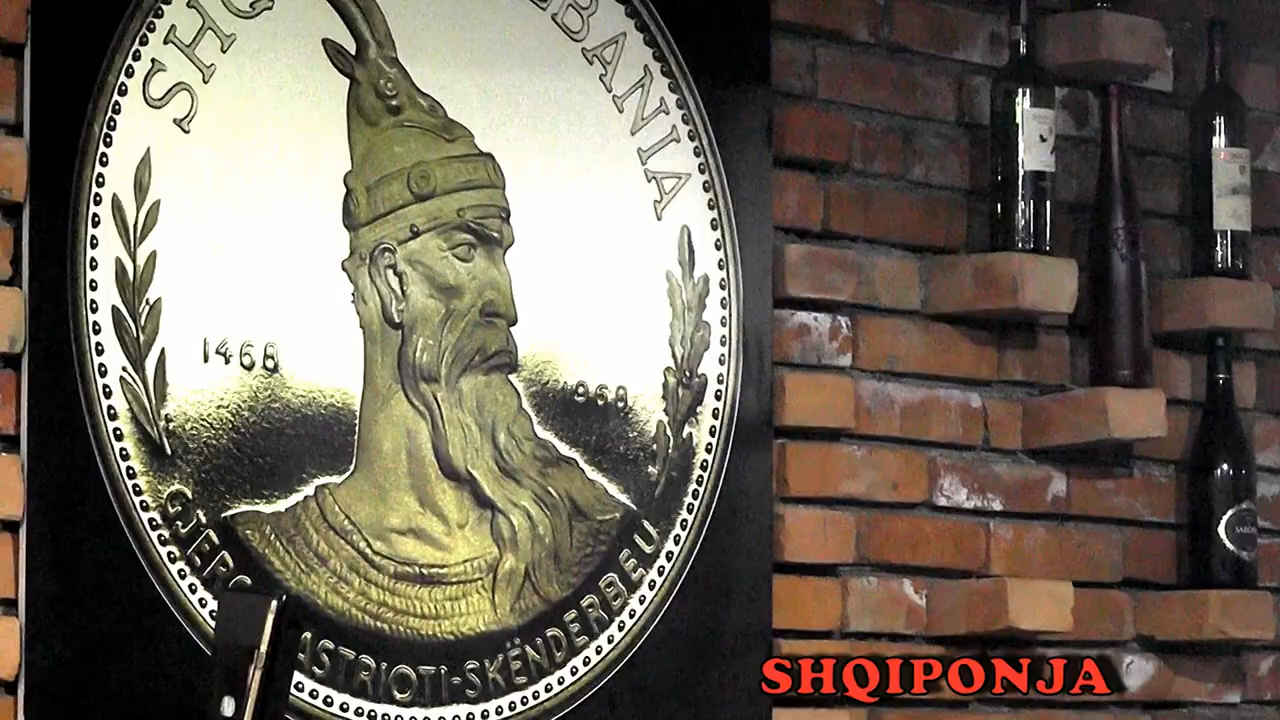 SHQ
BANIA
1468
1968
GJERG
ASTRIOTI-SKËNDERBEU
SHQIPONJA